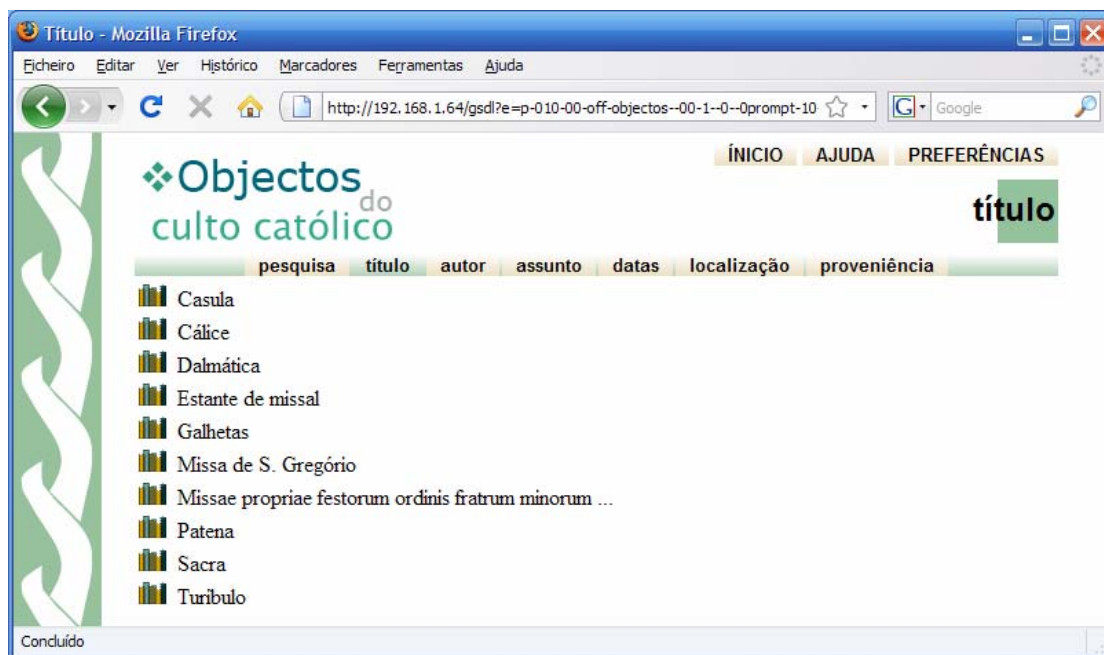 Título - Mozilla Firefox
Ficheiro Editar Ver Histórico Marcadores Ferramentas Ajuda
http://192.168.1.64/gsdl?e=p-010-00-off-objectos--00-1--0--0prompt-10 G Google
ÍNICIO AJUDA PREFERÊNCIAS
Objectos
do
culto católico
título
pesquisa título autor assunto datas localização proveniência
Casula
Cálice
Dalmática
Estante de missal
Galhetas
Missa de S. Gregório
Missae propriae festorum ordinis fratrum minorum ...
Patena
Sacra
Turíbulo
Concluído